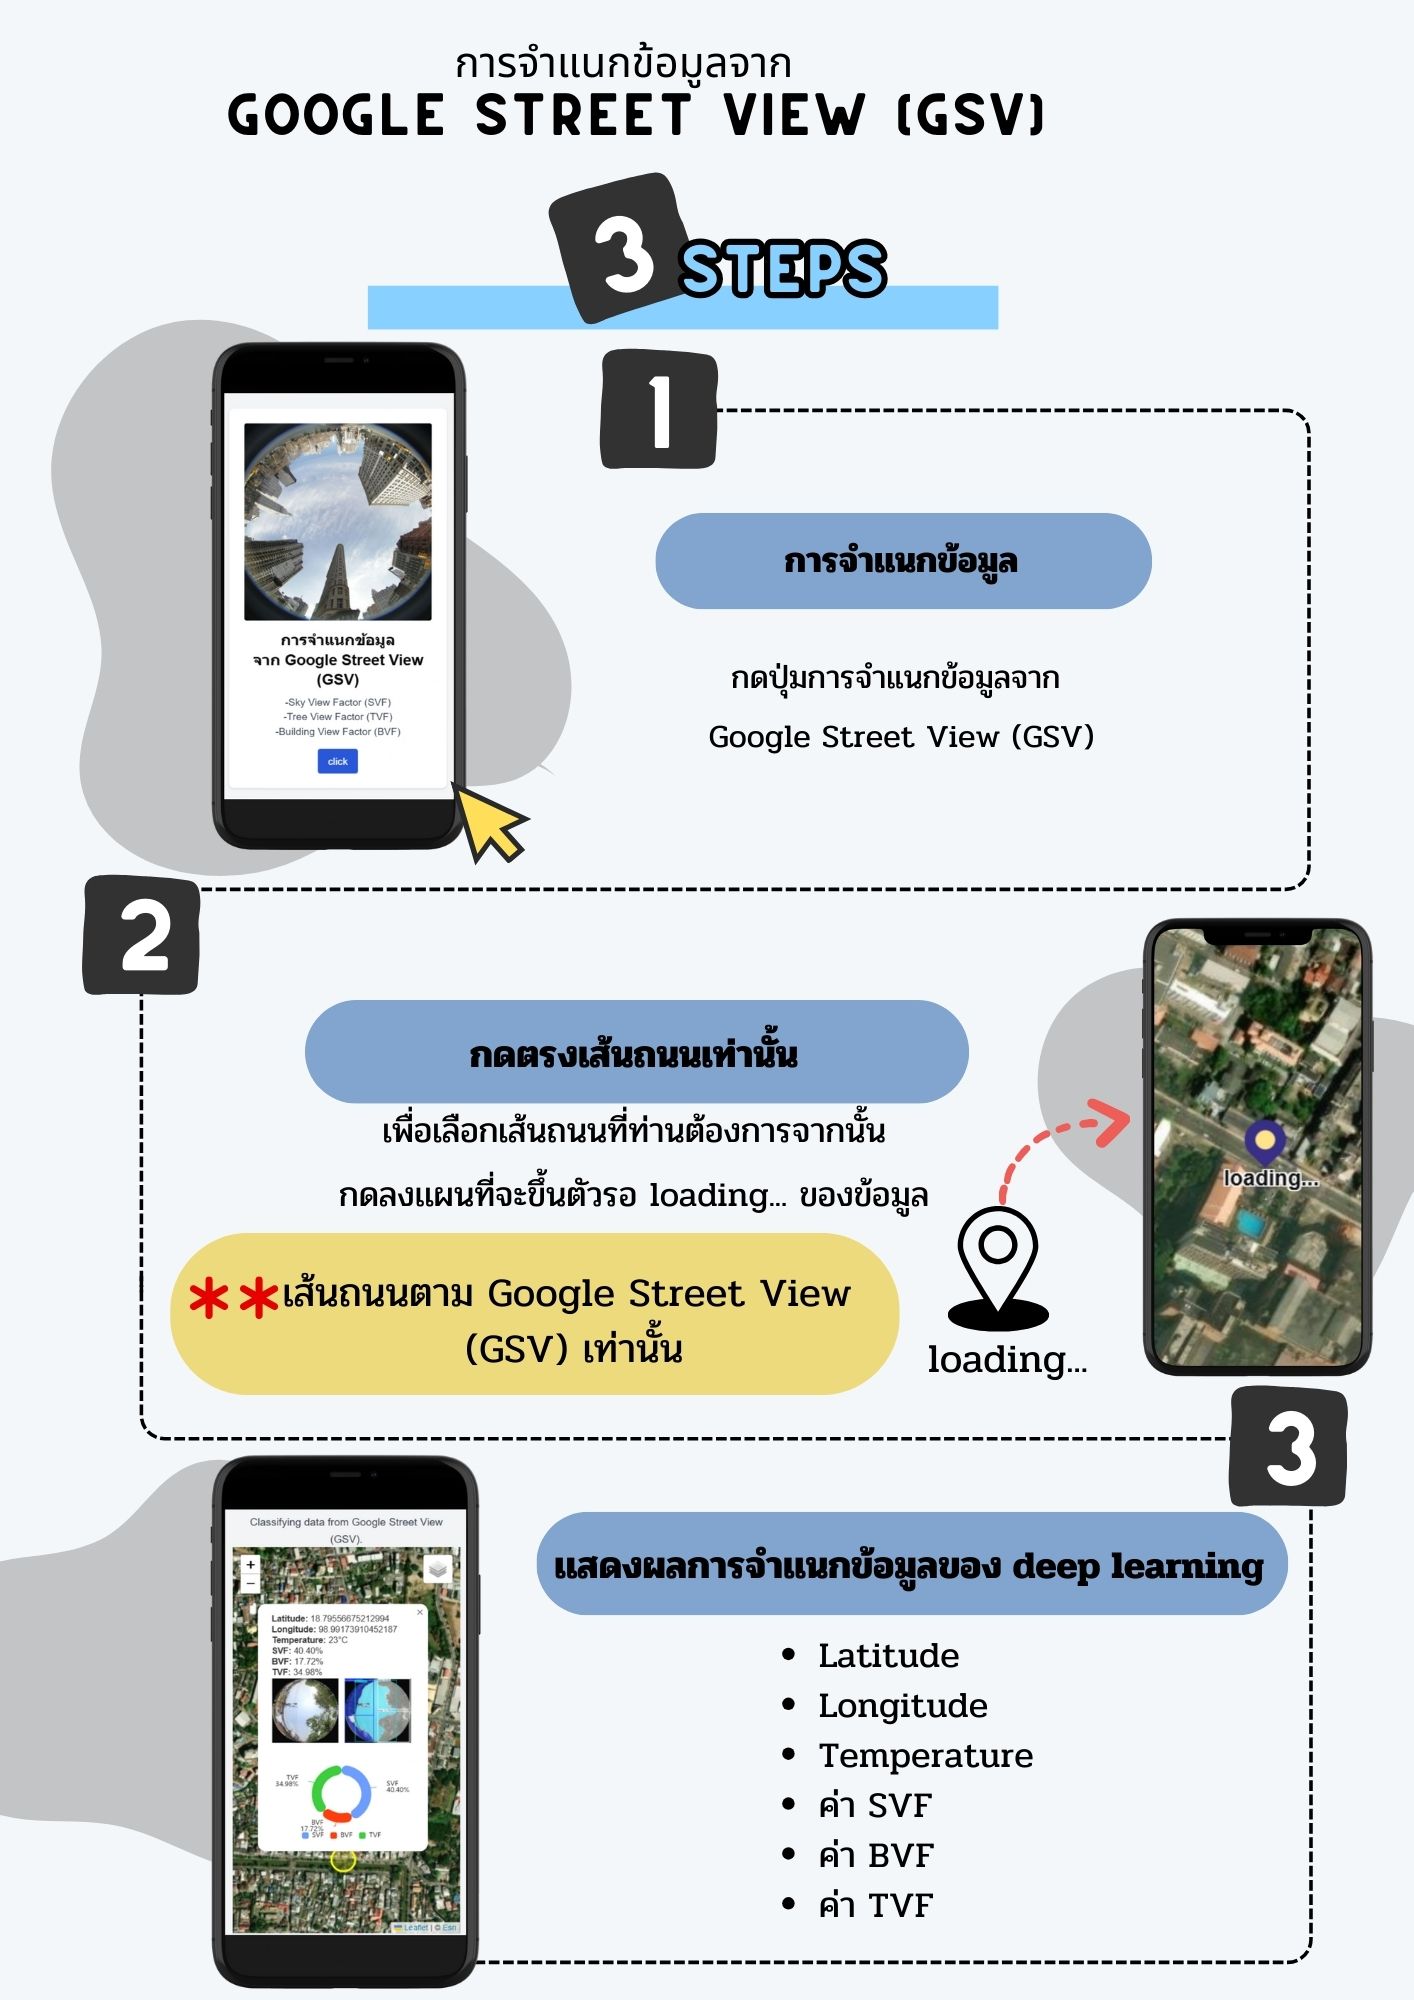 การจำแนกข้อมูลจาก
GOOGLE STREET VIEW (GSV)
3 STEPS
1
การจำแนกข้อมูล
จาก Google Street View
(GSV)
-Sky View Factor (SVF)
-Tree View Factor (TVF)
-Building View Factor (BVF)
click
การจำแนกข้อมูล
กดปุ่มการจำแนกข้อมูลจาก
Google Street View (GSV)
2
กดตรงเส้นถนนเท่านั้น
เพื่อเลือกเส้นถนนที่ท่านต้องการจากนั้น
กดลงแผนที่จะขึ้นตัวรอ loading... ของข้อมูล
**เส้นถนนตาม Google Street View
(GSV) เท่านั้น
loading...
loading...
3
Classifying data from Google Street View
(GSV).
+
−
×
Latitude: 18.79556675212994
Longitude: 98.99173910452187
Temperature: 23°C
SVF: 40.40%
BVF: 17.72%
TVF: 34.98%
TVF
34.98%
SVF
40.40%
BVF
17.72%
SVF BVF TVF
Leaflet | © Esri
แสดงผลการจำแนกข้อมูลของ deep learning
• Latitude
• Longitude
• Temperature
• ค่า SVF
• ค่า BVF
• ค่า TVF